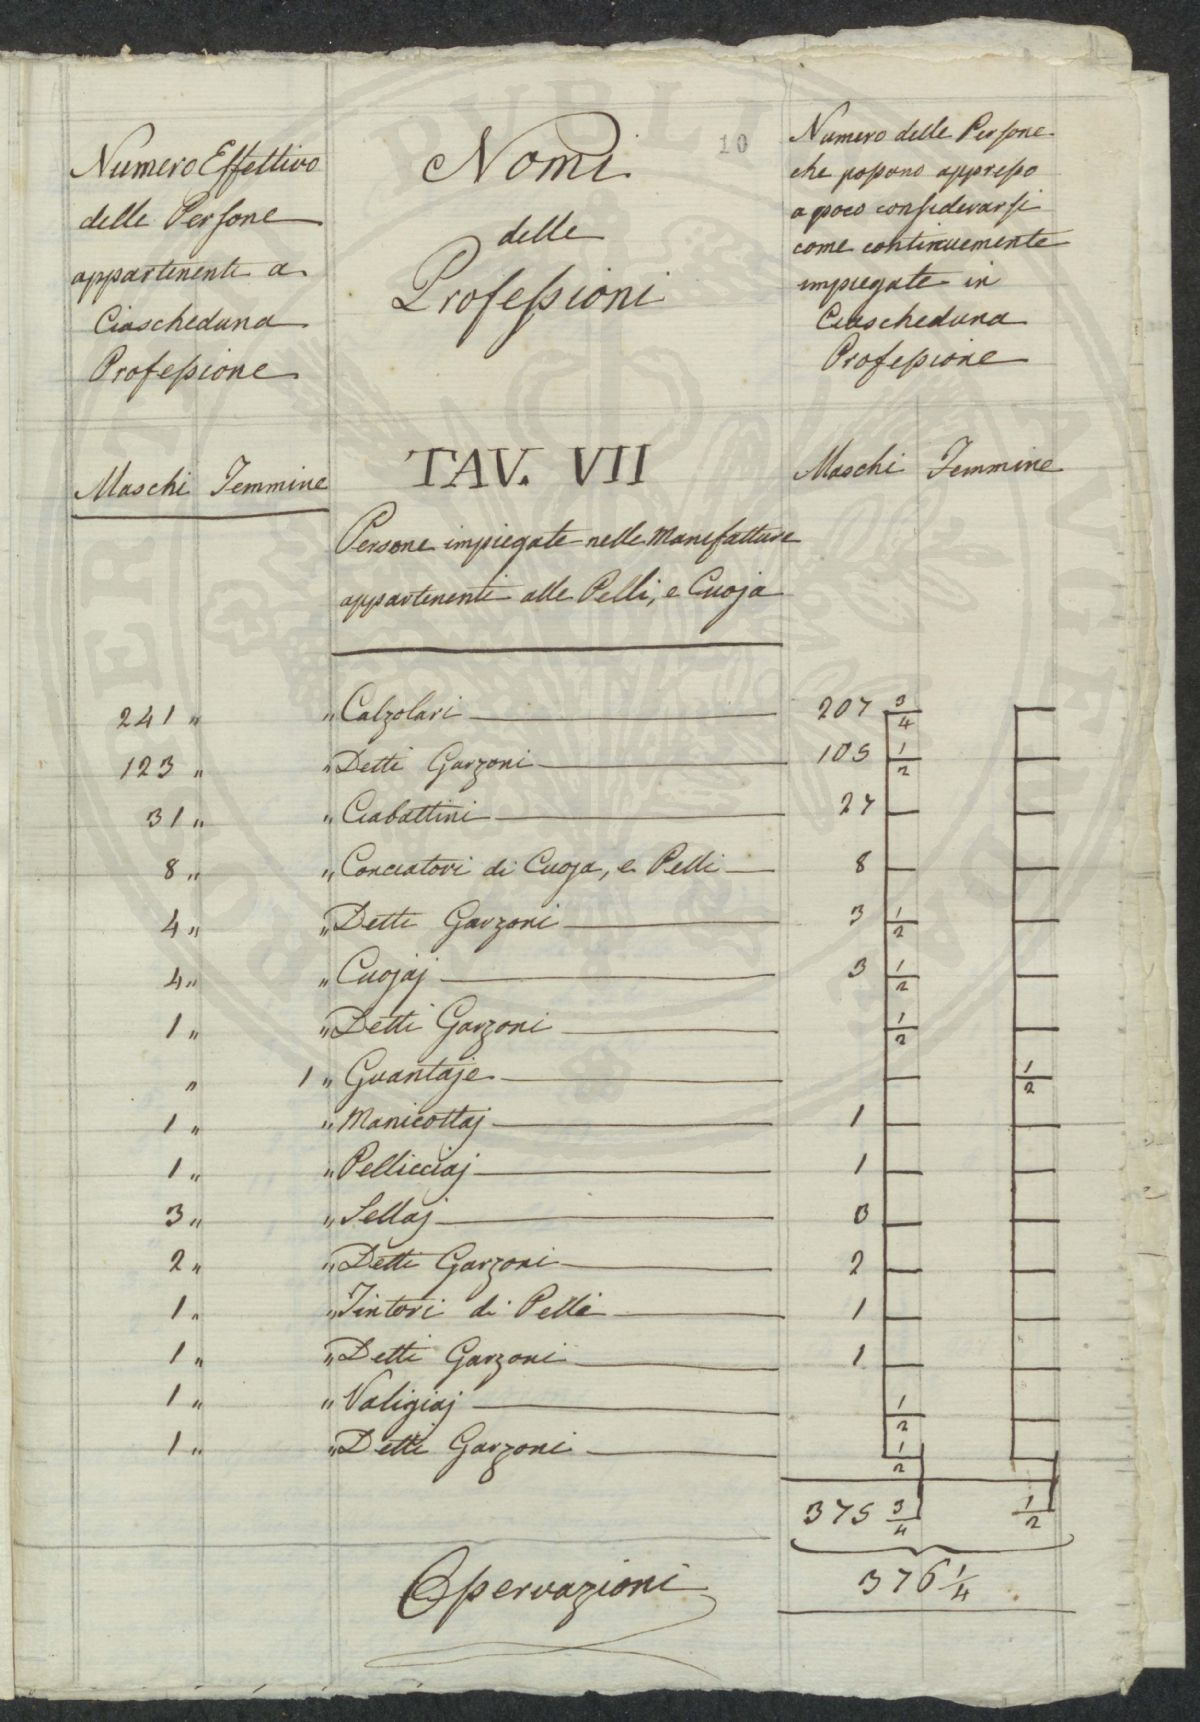 10
Numero Effettivo
delle Persone
appartenenti a
Ciascheduna
Professione
Nomi
delle
Professioni
Numero delle Persone
che possono appresso
a poco considerarsi
come continuemente
impiegate in
Ciascheduna
Professione
Maschi Femmine TAV. VII Maschi Femmine
Persone impiegate nelle Manifatture
appartenenti alle Pelli, e Cuoja
241 " " Calzolari 207 3/4
123 " " Detti Garzoni 105 1/2
31 " " Ciabattini 27
8 " " Conciatori di Cuoja, e Pelli 8
4 " " Detti Garzoni 3 1/2
4 " " Cuojaj 3 1/2
1 " " Detti Garzoni 1/2
" 1 " Guantaje 1/2
1 " " Manicottaj 1
1 " " Pellicciaj 1
3 " " Sellaj 3
2 " " Detti Garzoni 2
1 " " Tintori di Pelli 1
1 " " Detti Garzoni 1
1 " " Valigiaj 1/2
1 " " Detti Garzoni 1/2
375 3/4 1/2
Osservazioni 376 1/4